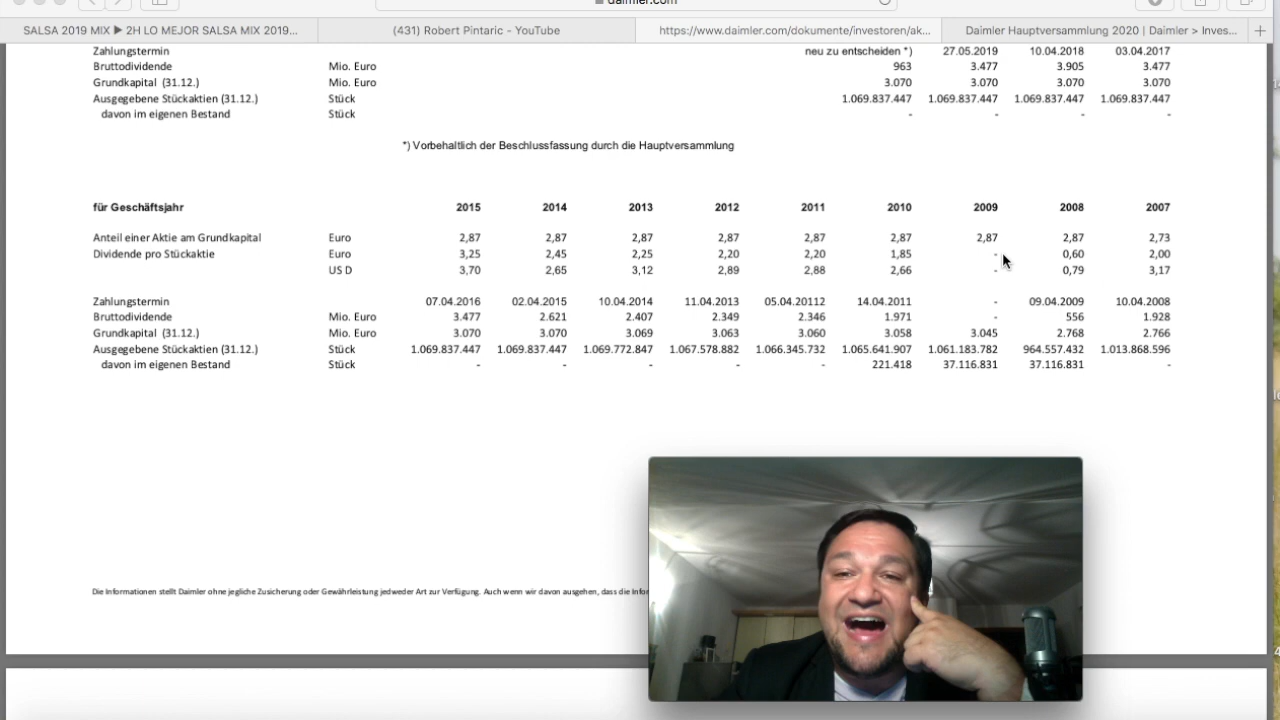 daimler.com
SALSA 2019 MIX ▶ 2H LO MEJOR SALSA MIX 2019... (431) Robert Pintaric - YouTube https://www.daimler.com/dokumente/investoren/ak... Daimler Hauptversammlung 2020 | Daimler > Inves... +
Zahlungstermin neu zu entscheiden *) 27.05.2019 10.04.2018 03.04.2017
Bruttodividende Mio. Euro 963 3.477 3.905 3.477
Grundkapital (31.12.) Mio. Euro 3.070 3.070 3.070 3.070
Ausgegebene Stückaktien (31.12.) Stück 1.069.837.447 1.069.837.447 1.069.837.447 1.069.837.447
davon im eigenen Bestand Stück - - - -
*) Vorbehaltlich der Beschlussfassung durch die Hauptversammlung
für Geschäftsjahr 2015 2014 2013 2012 2011 2010 2009 2008 2007
Anteil einer Aktie am Grundkapital Euro 2,87 2,87 2,87 2,87 2,87 2,87 2,87 2,87 2,73
Dividende pro Stückaktie Euro 3,25 2,45 2,25 2,20 2,20 1,85 - 0,60 2,00
US D 3,70 2,65 3,12 2,89 2,88 2,66 - 0,79 3,17
Zahlungstermin 07.04.2016 02.04.2015 10.04.2014 11.04.2013 05.04.20112 14.04.2011 - 09.04.2009 10.04.2008
Bruttodividende Mio. Euro 3.477 2.621 2.407 2.349 2.346 1.971 - 556 1.928
Grundkapital (31.12.) Mio. Euro 3.070 3.070 3.069 3.063 3.060 3.058 3.045 2.768 2.766
Ausgegebene Stückaktien (31.12.) Stück 1.069.837.447 1.069.837.447 1.069.772.847 1.067.578.882 1.066.345.732 1.065.641.907 1.061.183.782 964.557.432 1.013.868.596
davon im eigenen Bestand Stück - - - - - 221.418 37.116.831 37.116.831 -
Die Informationen stellt Daimler ohne jegliche Zusicherung oder Gewährleistung jedweder Art zur Verfügung. Auch wenn wir davon ausgehen, dass die Infor